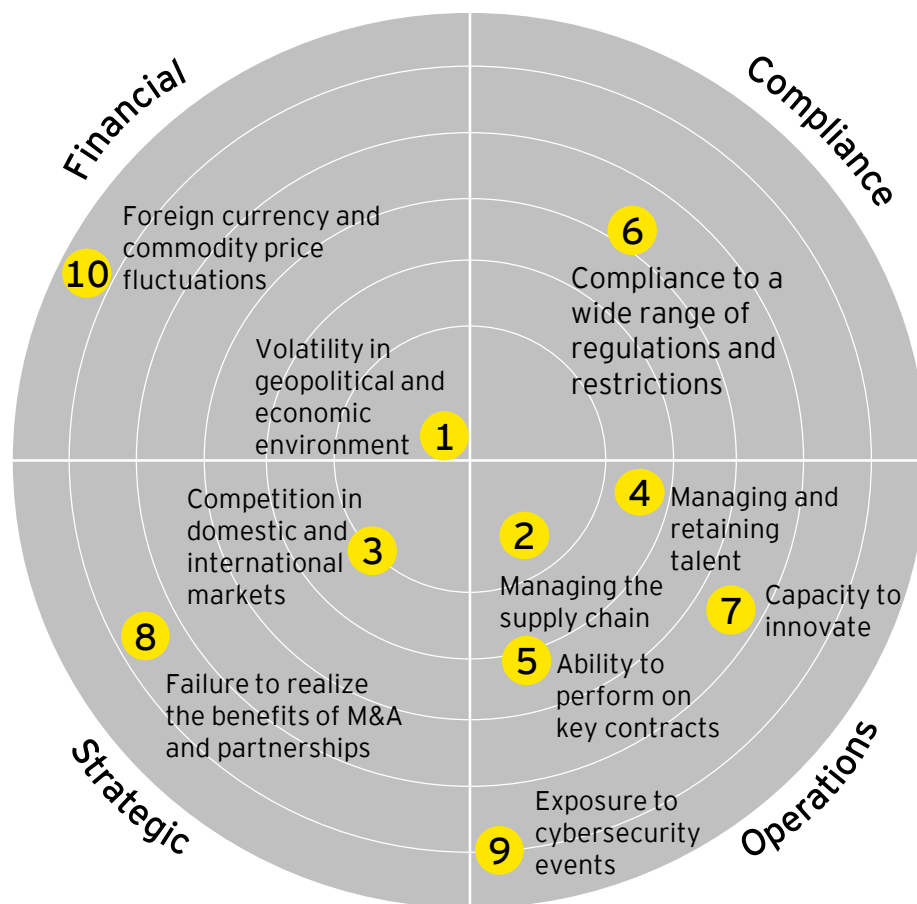 Financial
Compliance
10
Foreign currency and
commodity price
fluctuations
6
Compliance to a
wide range of
regulations and
restrictions
Volatility in
geopolitical and
economic
environment
1
Competition in
domestic and
international
markets
3
2
Managing the
supply chain
4
Managing and
retaining
talent
7
Capacity to
innovate
8
Failure to realize
the benefits of M&A
and partnerships
5
Ability to
perform on
key contracts
9
Exposure to
cybersecurity
events
Strategic
Operations